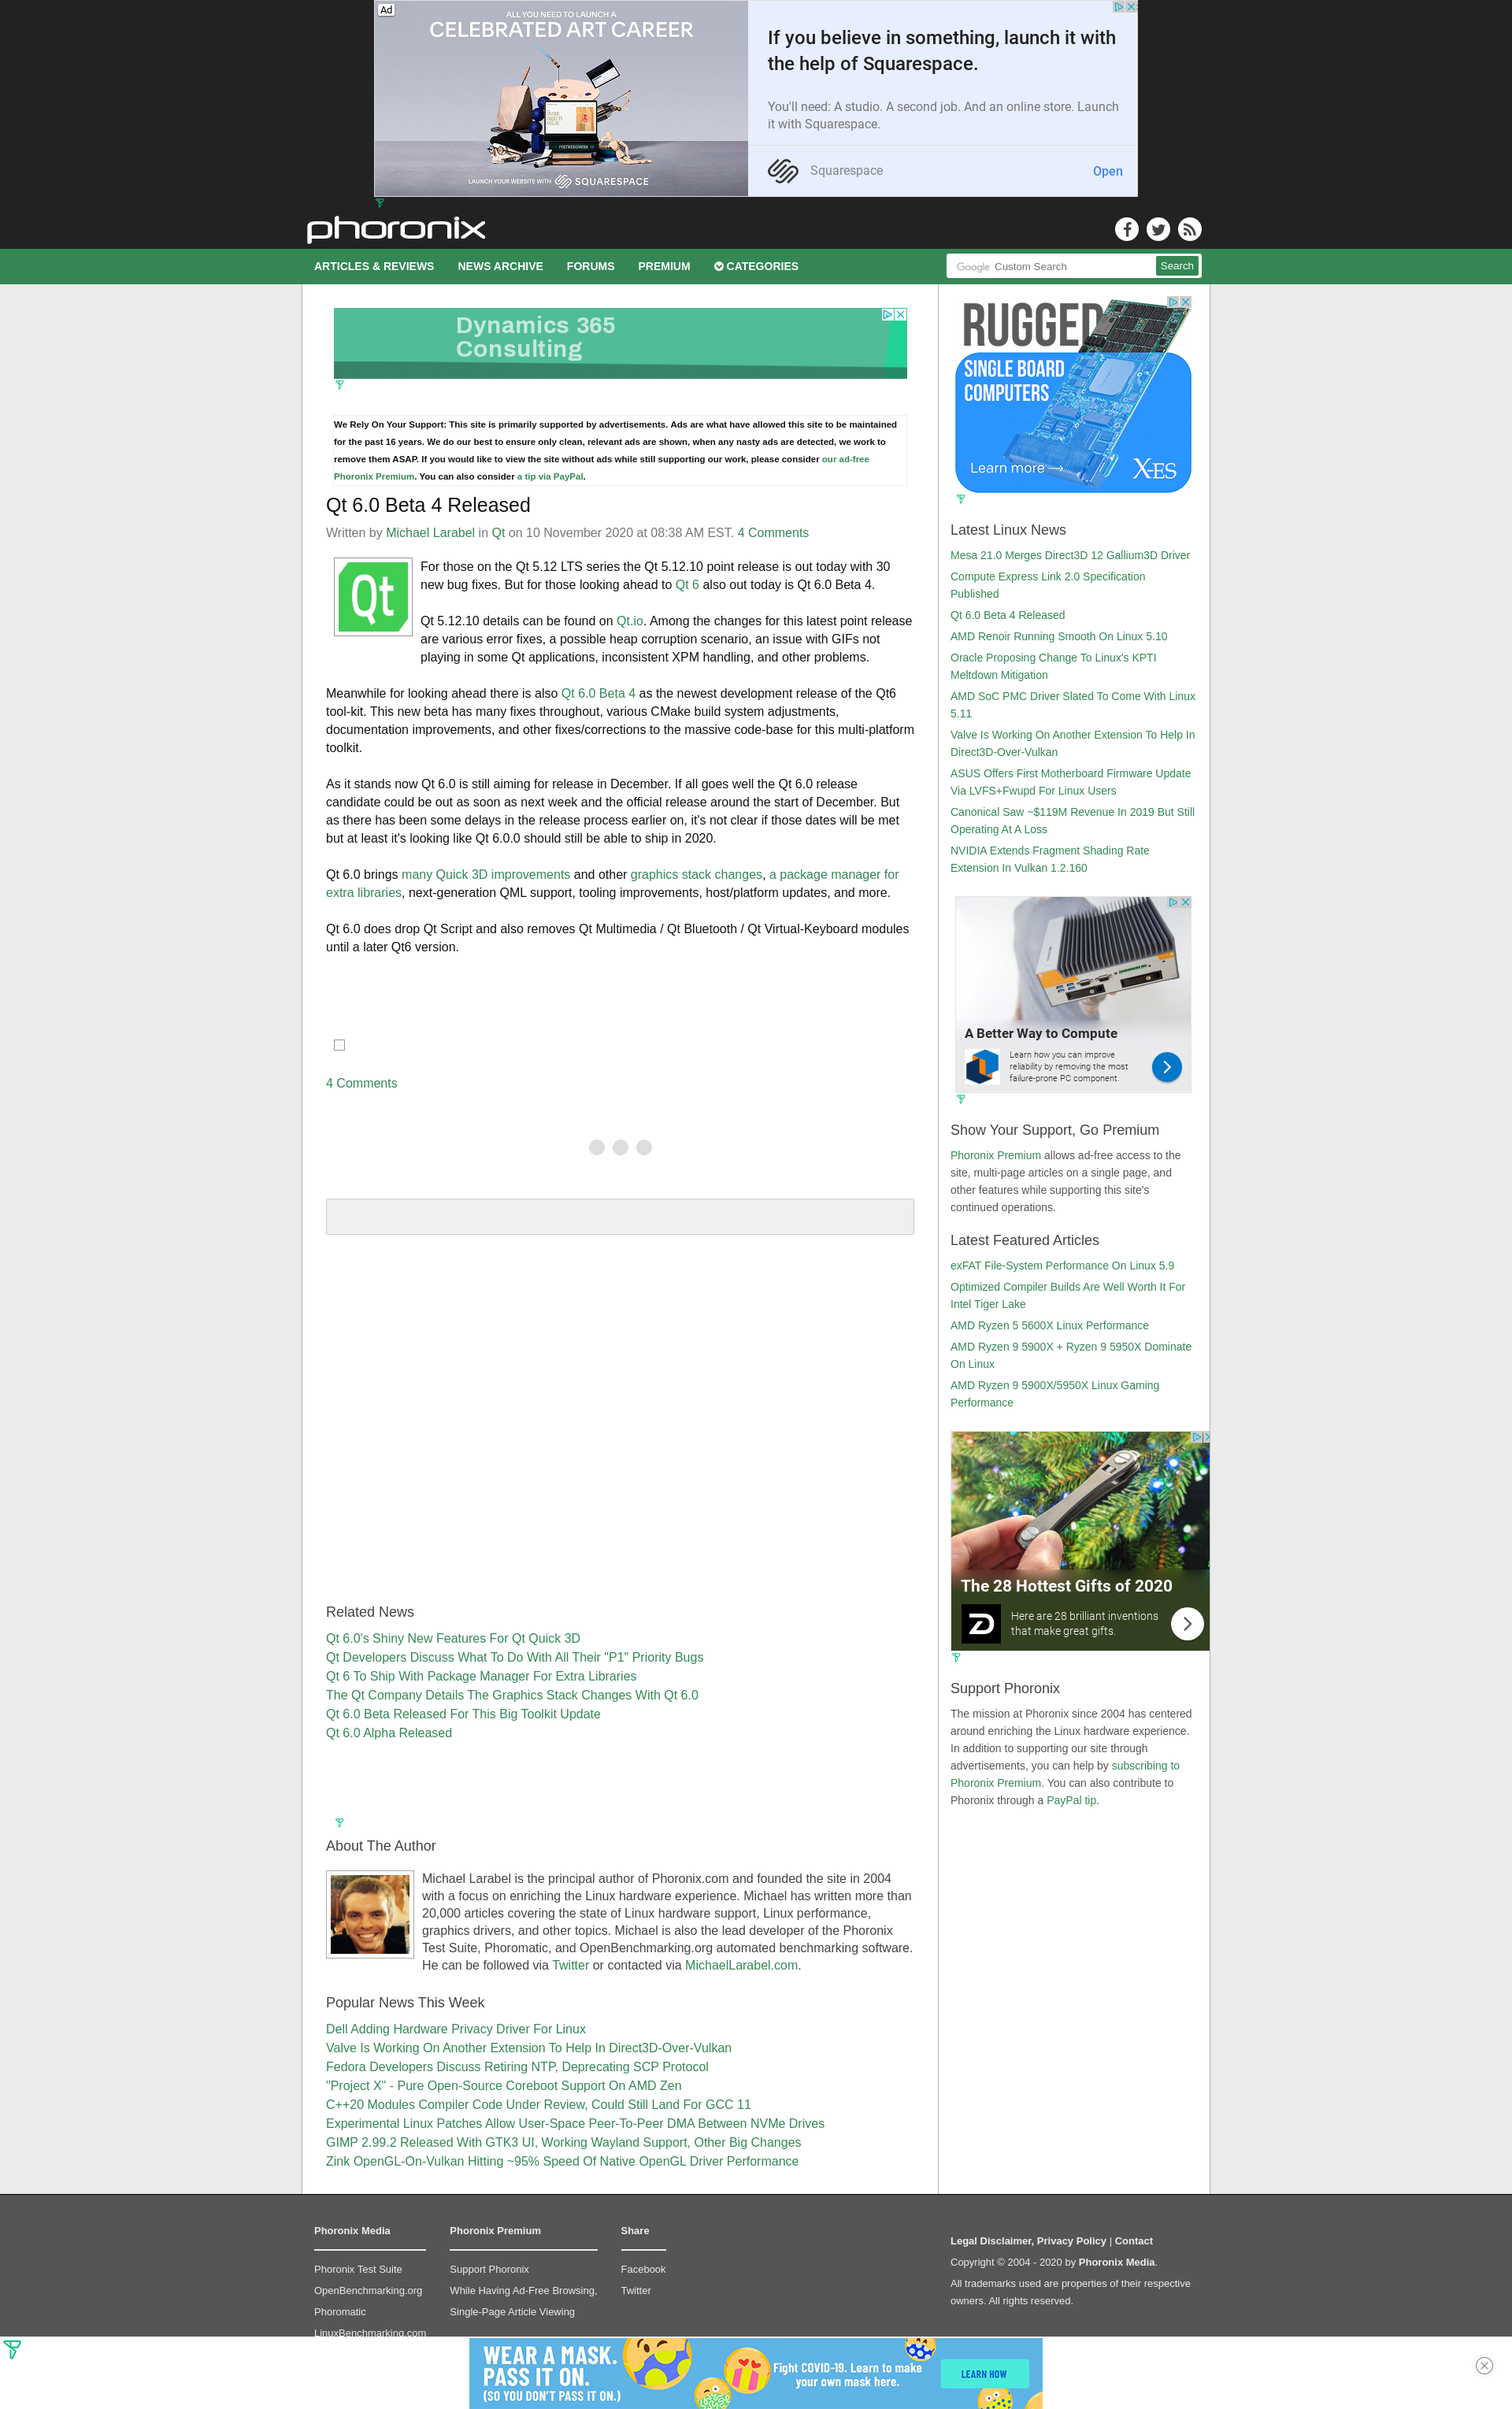 Ad
ALL YOU NEED TO LAUNCH A
CELEBRATED ART CAREER
LAUNCH YOUR WEBSITE WITH SQUARESPACE
If you believe in something, launch it with
the help of Squarespace.
You'll need: A studio. A second job. And an online store. Launch
it with Squarespace.
Squarespace
Open
phoronix
ARTICLES & REVIEWS
NEWS ARCHIVE
FORUMS
PREMIUM
CATEGORIES
Google Custom Search
Search
Dynamics 365
Consulting
We Rely On Your Support: This site is primarily supported by advertisements. Ads are what have allowed this site to be maintained
for the past 16 years. We do our best to ensure only clean, relevant ads are shown, when any nasty ads are detected, we work to
remove them ASAP. If you would like to view the site without ads while still supporting our work, please consider our ad-free
Phoronix Premium. You can also consider a tip via PayPal.
Qt 6.0 Beta 4 Released
Written by Michael Larabel in Qt on 10 November 2020 at 08:38 AM EST. 4 Comments
Qt
For those on the Qt 5.12 LTS series the Qt 5.12.10 point release is out today with 30
new bug fixes. But for those looking ahead to Qt 6 also out today is Qt 6.0 Beta 4.
Qt 5.12.10 details can be found on Qt.io. Among the changes for this latest point release
are various error fixes, a possible heap corruption scenario, an issue with GIFs not
playing in some Qt applications, inconsistent XPM handling, and other problems.
Meanwhile for looking ahead there is also Qt 6.0 Beta 4 as the newest development release of the Qt6
tool-kit. This new beta has many fixes throughout, various CMake build system adjustments,
documentation improvements, and other fixes/corrections to the massive code-base for this multi-platform
toolkit.
As it stands now Qt 6.0 is still aiming for release in December. If all goes well the Qt 6.0 release
candidate could be out as soon as next week and the official release around the start of December. But
as there has been some delays in the release process earlier on, it's not clear if those dates will be met
but at least it's looking like Qt 6.0.0 should still be able to ship in 2020.
Qt 6.0 brings many Quick 3D improvements and other graphics stack changes, a package manager for
extra libraries, next-generation QML support, tooling improvements, host/platform updates, and more.
Qt 6.0 does drop Qt Script and also removes Qt Multimedia / Qt Bluetooth / Qt Virtual-Keyboard modules
until a later Qt6 version.
4 Comments
Related News
Qt 6.0's Shiny New Features For Qt Quick 3D
Qt Developers Discuss What To Do With All Their "P1" Priority Bugs
Qt 6 To Ship With Package Manager For Extra Libraries
The Qt Company Details The Graphics Stack Changes With Qt 6.0
Qt 6.0 Beta Released For This Big Toolkit Update
Qt 6.0 Alpha Released
About The Author
Michael Larabel is the principal author of Phoronix.com and founded the site in 2004
with a focus on enriching the Linux hardware experience. Michael has written more than
20,000 articles covering the state of Linux hardware support, Linux performance,
graphics drivers, and other topics. Michael is also the lead developer of the Phoronix
Test Suite, Phoromatic, and OpenBenchmarking.org automated benchmarking software.
He can be followed via Twitter or contacted via MichaelLarabel.com.
Popular News This Week
Dell Adding Hardware Privacy Driver For Linux
Valve Is Working On Another Extension To Help In Direct3D-Over-Vulkan
Fedora Developers Discuss Retiring NTP, Deprecating SCP Protocol
"Project X" - Pure Open-Source Coreboot Support On AMD Zen
C++20 Modules Compiler Code Under Review, Could Still Land For GCC 11
Experimental Linux Patches Allow User-Space Peer-To-Peer DMA Between NVMe Drives
GIMP 2.99.2 Released With GTK3 UI, Working Wayland Support, Other Big Changes
Zink OpenGL-On-Vulkan Hitting ~95% Speed Of Native OpenGL Driver Performance
RUGGED
SINGLE BOARD
COMPUTERS
Learn more
X-ES
Latest Linux News
Mesa 21.0 Merges Direct3D 12 Gallium3D Driver
Compute Express Link 2.0 Specification
Published
Qt 6.0 Beta 4 Released
AMD Renoir Running Smooth On Linux 5.10
Oracle Proposing Change To Linux's KPTI
Meltdown Mitigation
AMD SoC PMC Driver Slated To Come With Linux
5.11
Valve Is Working On Another Extension To Help In
Direct3D-Over-Vulkan
ASUS Offers First Motherboard Firmware Update
Via LVFS+Fwupd For Linux Users
Canonical Saw ~$119M Revenue In 2019 But Still
Operating At A Loss
NVIDIA Extends Fragment Shading Rate
Extension In Vulkan 1.2.160
A Better Way to Compute
Learn how you can improve
reliability by removing the most
failure-prone PC component.
Show Your Support, Go Premium
Phoronix Premium allows ad-free access to the
site, multi-page articles on a single page, and
other features while supporting this site's
continued operations.
Latest Featured Articles
exFAT File-System Performance On Linux 5.9
Optimized Compiler Builds Are Well Worth It For
Intel Tiger Lake
AMD Ryzen 5 5600X Linux Performance
AMD Ryzen 9 5900X + Ryzen 9 5950X Dominate
On Linux
AMD Ryzen 9 5900X/5950X Linux Gaming
Performance
The 28 Hottest Gifts of 2020
Here are 28 brilliant inventions
that make great gifts.
Support Phoronix
The mission at Phoronix since 2004 has centered
around enriching the Linux hardware experience.
In addition to supporting our site through
advertisements, you can help by subscribing to
Phoronix Premium. You can also contribute to
Phoronix through a PayPal tip.
Phoronix Media
Phoronix Test Suite
OpenBenchmarking.org
Phoromatic
LinuxBenchmarking.com
Phoronix Premium
Support Phoronix
While Having Ad-Free Browsing,
Single-Page Article Viewing
Share
Facebook
Twitter
Legal Disclaimer, Privacy Policy | Contact
Copyright © 2004 - 2020 by Phoronix Media.
All trademarks used are properties of their respective
owners. All rights reserved.
WEAR A MASK.
PASS IT ON.
(SO YOU DON'T PASS IT ON.)
Fight COVID-19. Learn to make
your own mask here.
LEARN HOW